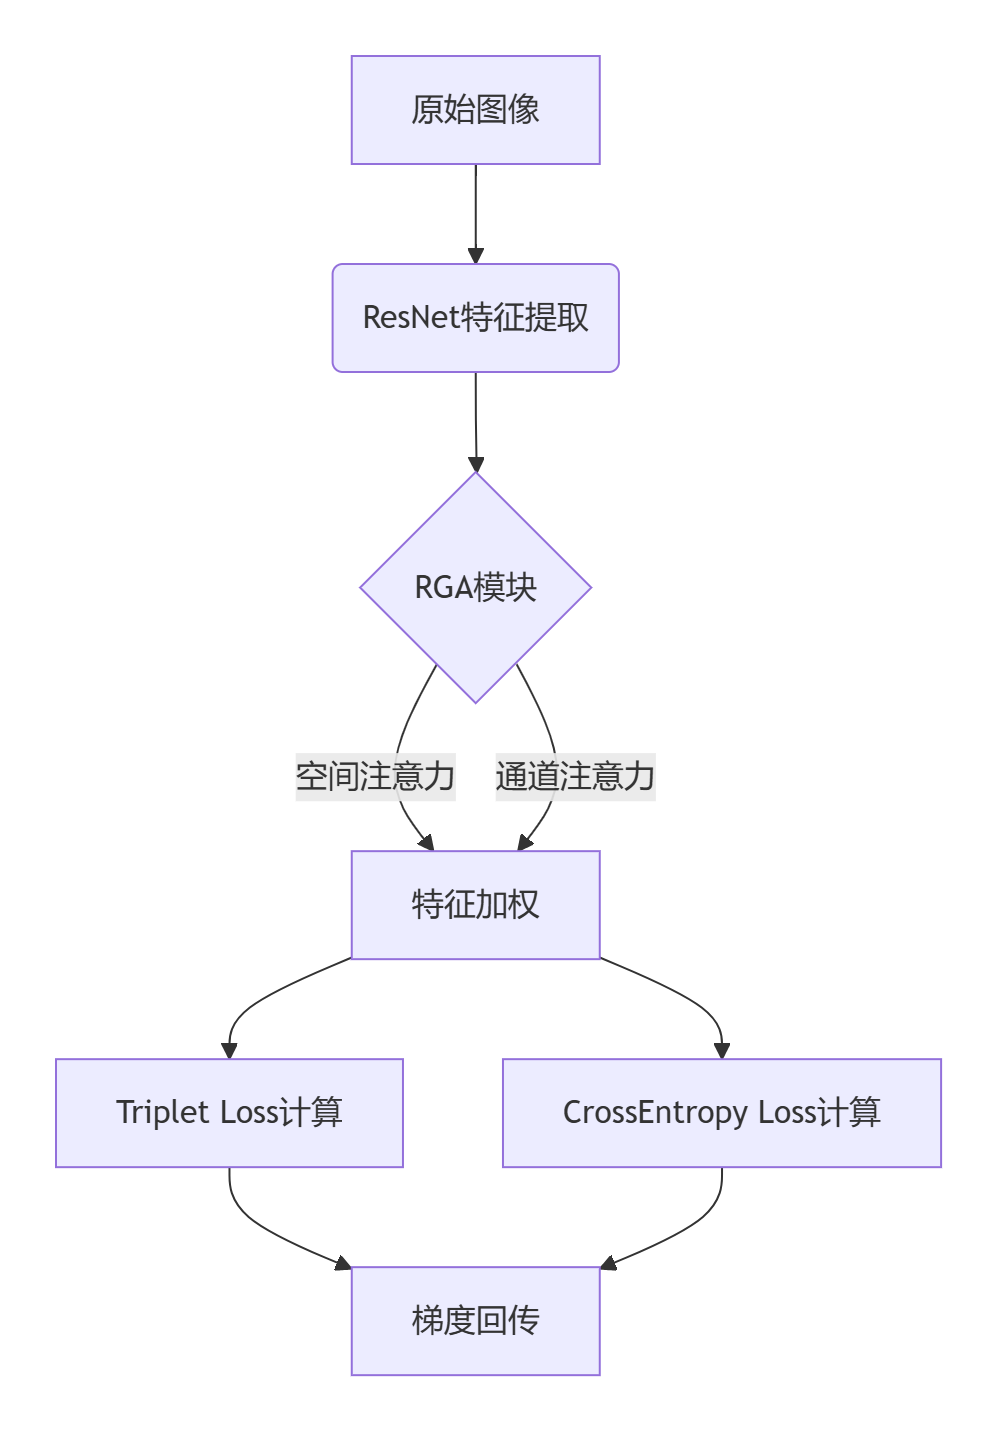 原始图像
ResNet特征提取
RGA模块
空间注意力
通道注意力
特征加权
Triplet Loss计算
CrossEntropy Loss计算
梯度回传